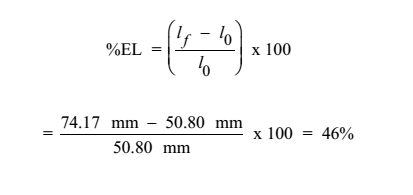 %EL = (l_f − l_0 / l_0) x 100
= 74.17 mm − 50.80 mm / 50.80 mm x 100 = 46%